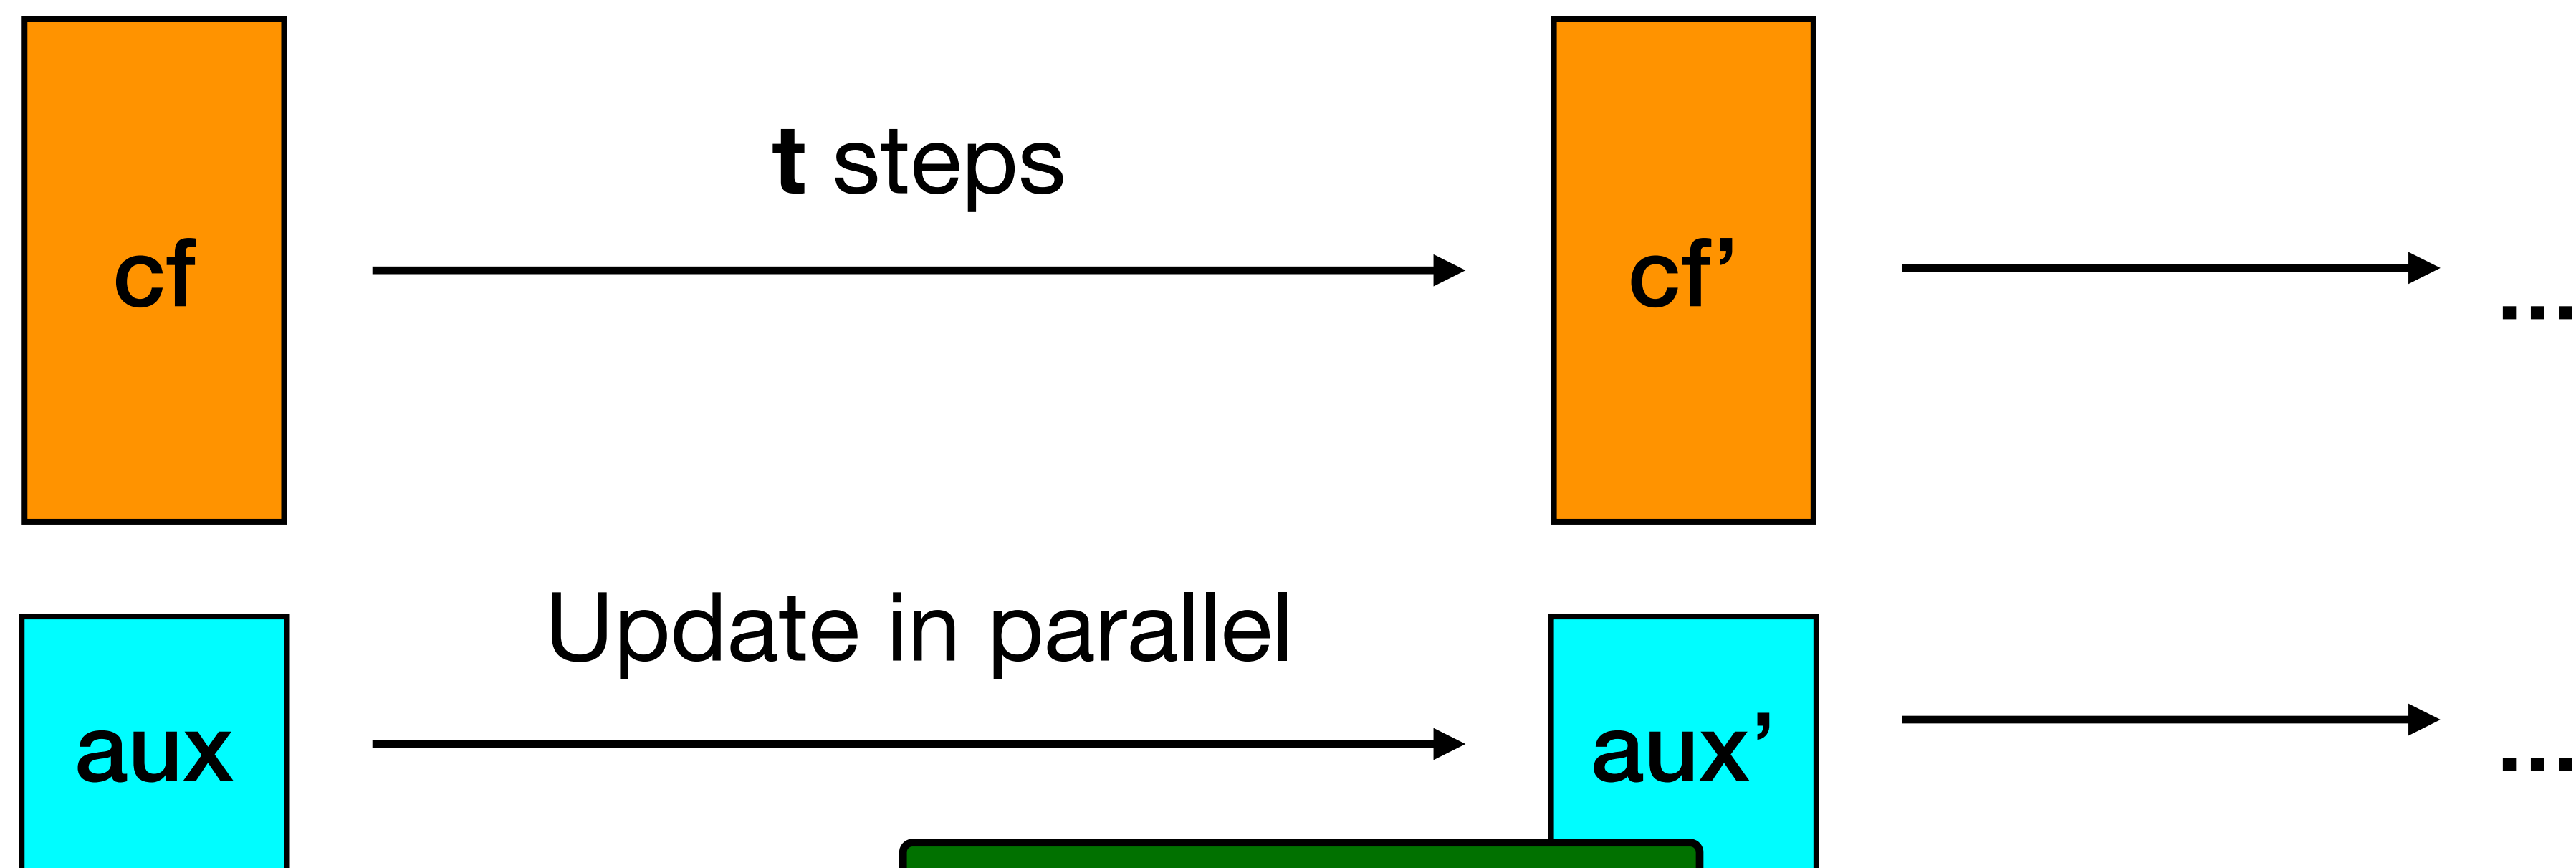 t steps
cf
cf’
...
Update in parallel
aux
aux’
...